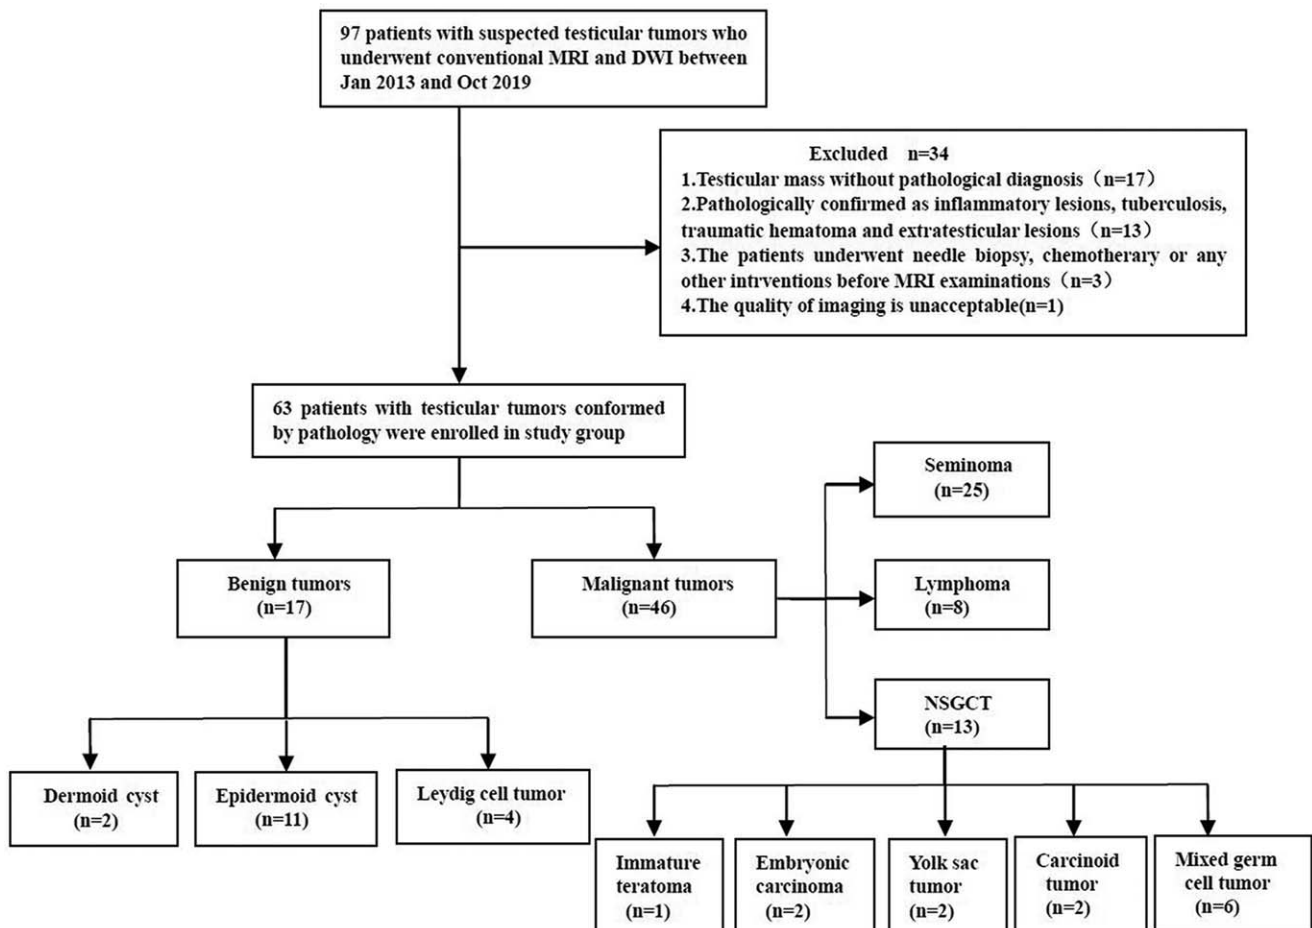 97 patients with suspected testicular tumors who
underwent conventional MRI and DWI between
Jan 2013 and Oct 2019
Excluded n=34
1.Testicular mass without pathological diagnosis（n=17）
2.Pathologically confirmed as inflammatory lesions, tuberculosis,
traumatic hematoma and extratesticular lesions（n=13）
3.The patients underwent needle biopsy, chemotherary or any
other intrventions before MRI examinations（n=3）
4.The quality of imaging is unacceptable(n=1)
63 patients with testicular tumors conformed
by pathology were enrolled in study group
Seminoma
(n=25)
Benign tumors
(n=17)
Malignant tumors
(n=46)
Lymphoma
(n=8)
NSGCT
(n=13)
Dermoid cyst
(n=2)
Epidermoid cyst
(n=11)
Leydig cell tumor
(n=4)
Immature
teratoma
(n=1)
Embryonic
carcinoma
(n=2)
Yolk sac
tumor
(n=2)
Carcinoid
tumor
(n=2)
Mixed germ
cell tumor
(n=6)